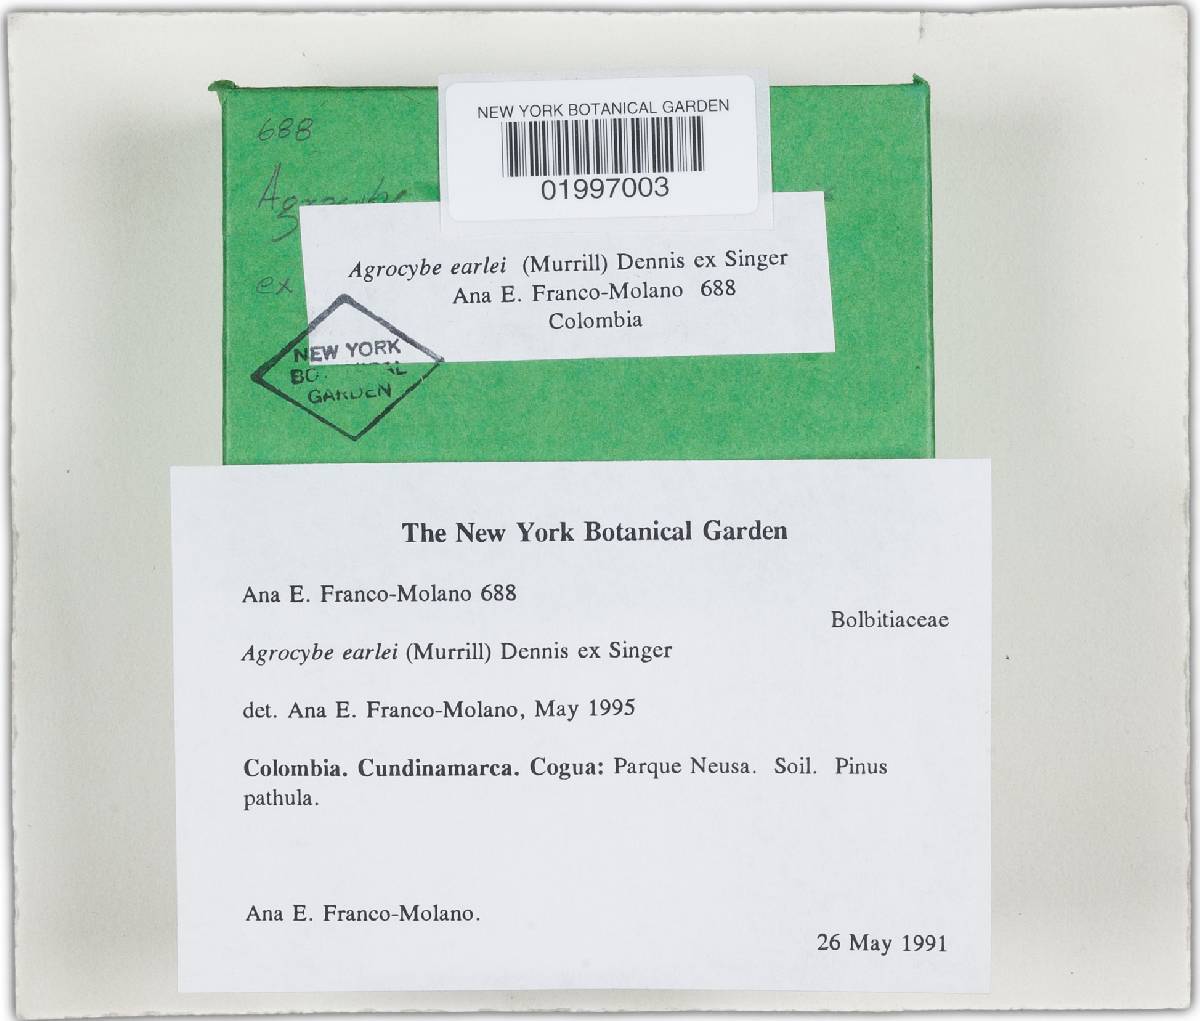 NEW YORK BOTANICAL GARDEN
01997003
688
Agrocybe
ex
Agrocybe earlei (Murrill) Dennis ex Singer
Ana E. Franco-Molano 688
Colombia
NEW YORK
GARDEN
The New York Botanical Garden
Ana E. Franco-Molano 688
Bolbitiaceae
Agrocybe earlei (Murrill) Dennis ex Singer
det. Ana E. Franco-Molano, May 1995
Colombia. Cundinamarca. Cogua: Parque Neusa. Soil. Pinus
pathula.
Ana E. Franco-Molano.
26 May 1991